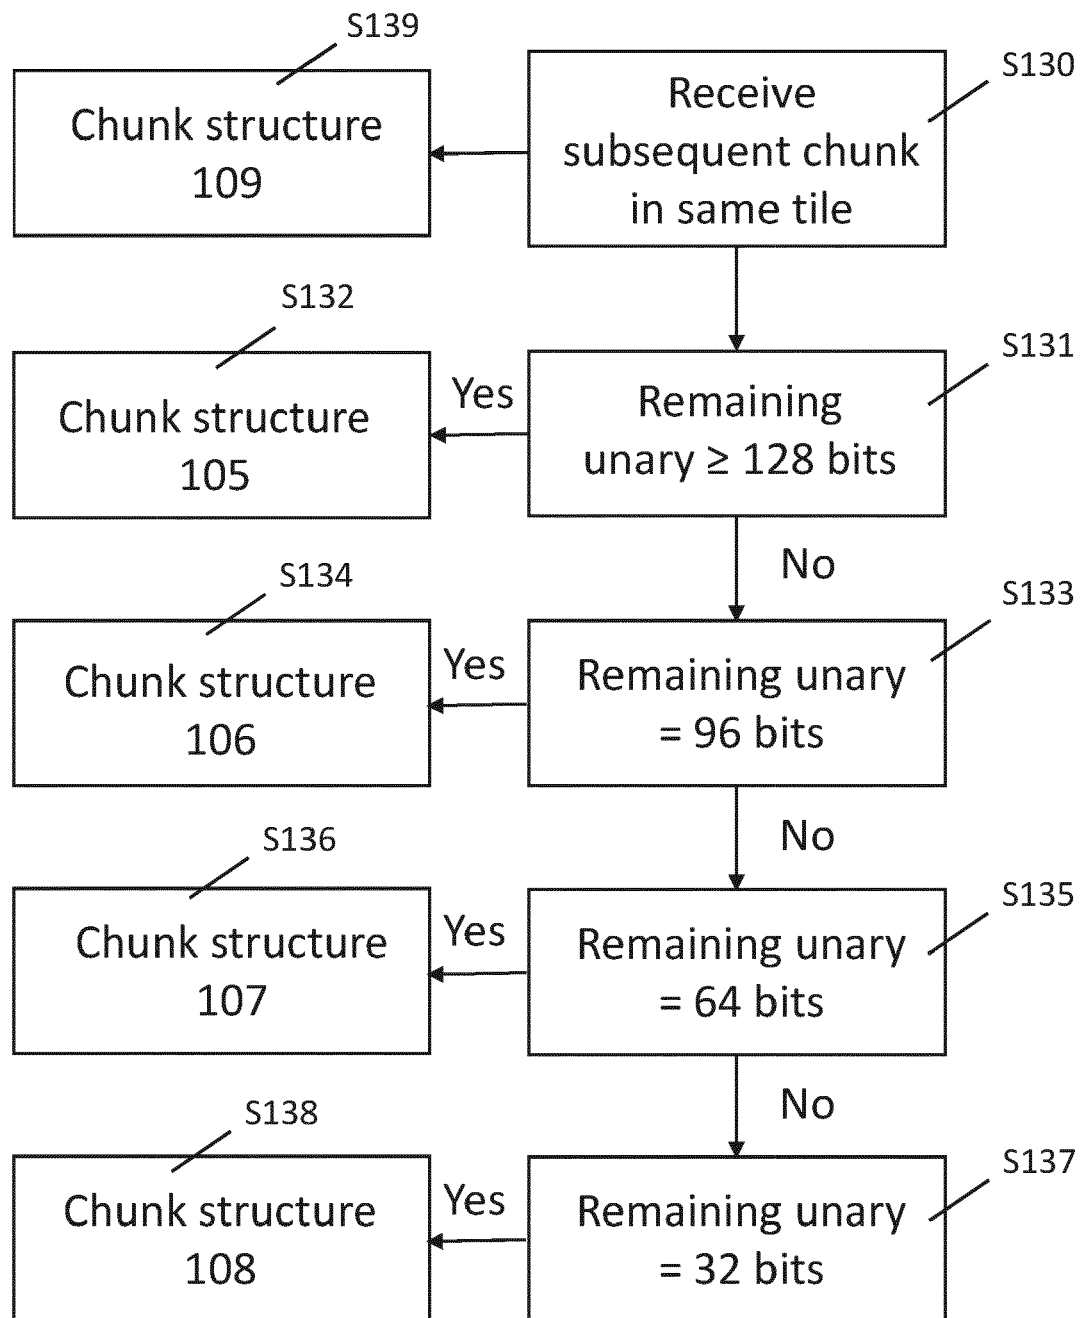 S139
S130
Chunk structure
109
Receive
subsequent chunk
in same tile
S132
S131
Chunk structure
105
Yes
Remaining
unary ≥ 128 bits
No
S134
S133
Chunk structure
106
Yes
Remaining unary
= 96 bits
No
S136
S135
Chunk structure
107
Yes
Remaining unary
= 64 bits
No
S138
S137
Chunk structure
108
Yes
Remaining unary
= 32 bits